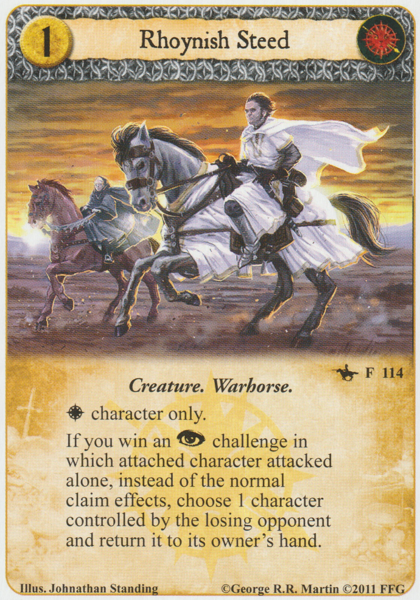 1
Rhoynish Steed
F 114
Creature. Warhorse.
character only.
If you win an challenge in
which attached character attacked
alone, instead of the normal
claim effects, choose 1 character
controlled by the losing opponent
and return it to its owner's hand.
Illus. Johnathan Standing ©George R.R. Martin ©2011 FFG